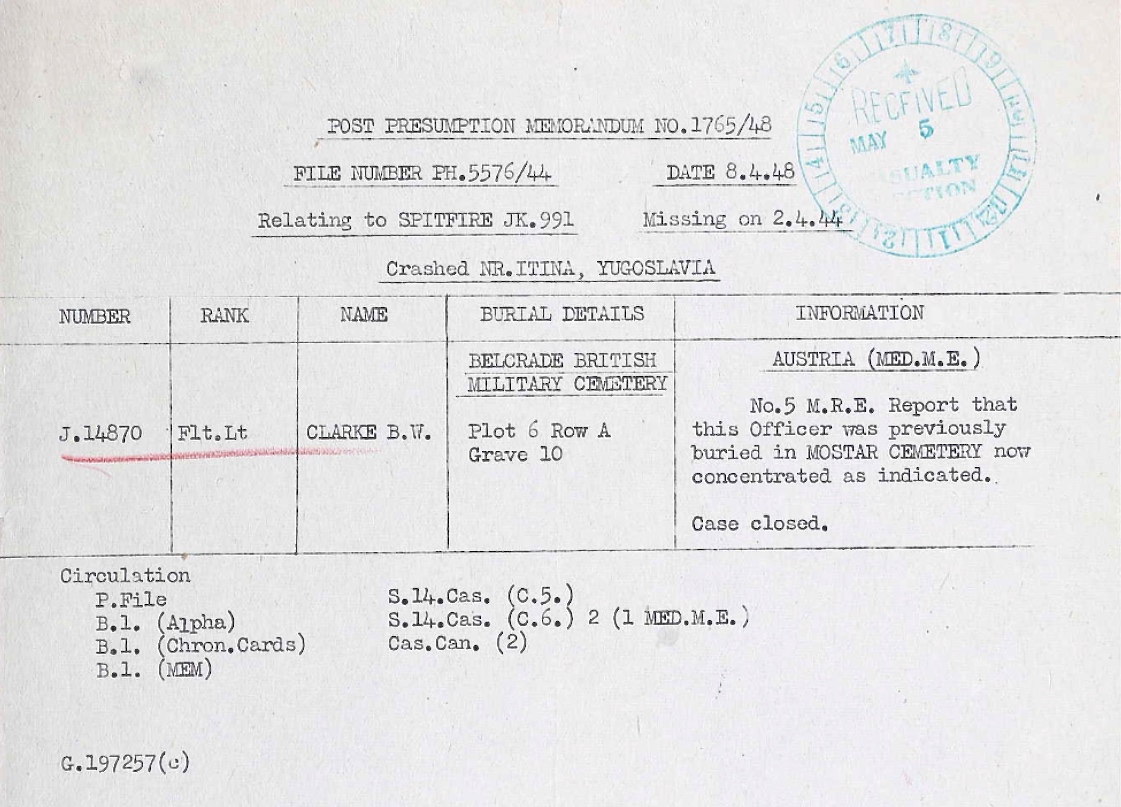 POST PRESUMPTION MEMORANDUM NO.1765/48
FILE NUMBER PH.5576/44 DATE 8.4.48
Relating to SPITFIRE JK.991 Missing on 2.4.44
Crashed NR.ITINA, YUGOSLAVIA
RECEIVED
MAY 5
NUMBER RANK NAME BURIAL DETAILS INFORMATION
BELGRADE BRITISH
MILITARY CEMETERY
AUSTRIA (MED.M.E.)
J.14870 Flt.Lt CLARKE B.W.
Plot 6 Row A
Grave 10
No.5 M.R.E. Report that
this Officer was previously
buried in MOSTAR CEMETERY now
concentrated as indicated.
Case closed.
Circulation
P.File
B.1. (Alpha)
B.1. (Chron.Cards)
B.1. (MEM)
S.14.Cas. (C.5.)
S.14.Cas. (C.6.) 2 (1 MED.M.E.)
Cas.Can. (2)
G.197257(c)